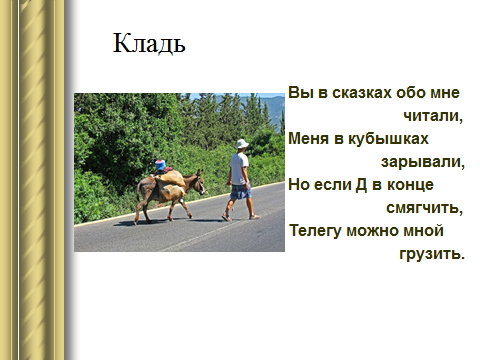 Кладь
Вы в сказках обо мне
читали,
Меня в кубышках
зарывали,
Но если Д в конце
смягчить,
Телегу можно мной
грузить.